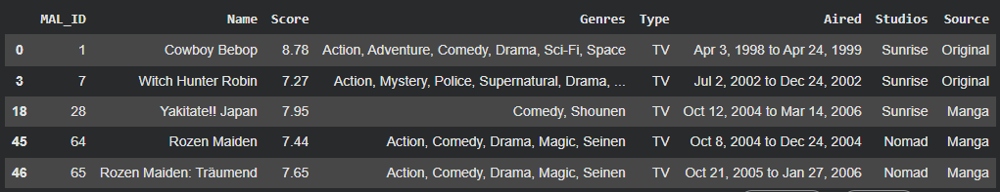 MAL_ID Name Score Genres Type Aired Studios Source
0 1 Cowboy Bebop 8.78 Action, Adventure, Comedy, Drama, Sci-Fi, Space TV Apr 3, 1998 to Apr 24, 1999 Sunrise Original
3 7 Witch Hunter Robin 7.27 Action, Mystery, Police, Supernatural, Drama, ... TV Jul 2, 2002 to Dec 24, 2002 Sunrise Original
18 28 Yakitate!! Japan 7.95 Comedy, Shounen TV Oct 12, 2004 to Mar 14, 2006 Sunrise Manga
45 64 Rozen Maiden 7.44 Action, Comedy, Drama, Magic, Seinen TV Oct 8, 2004 to Dec 24, 2004 Nomad Manga
46 65 Rozen Maiden: Träumend 7.65 Action, Comedy, Drama, Magic, Seinen TV Oct 21, 2005 to Jan 27, 2006 Nomad Manga